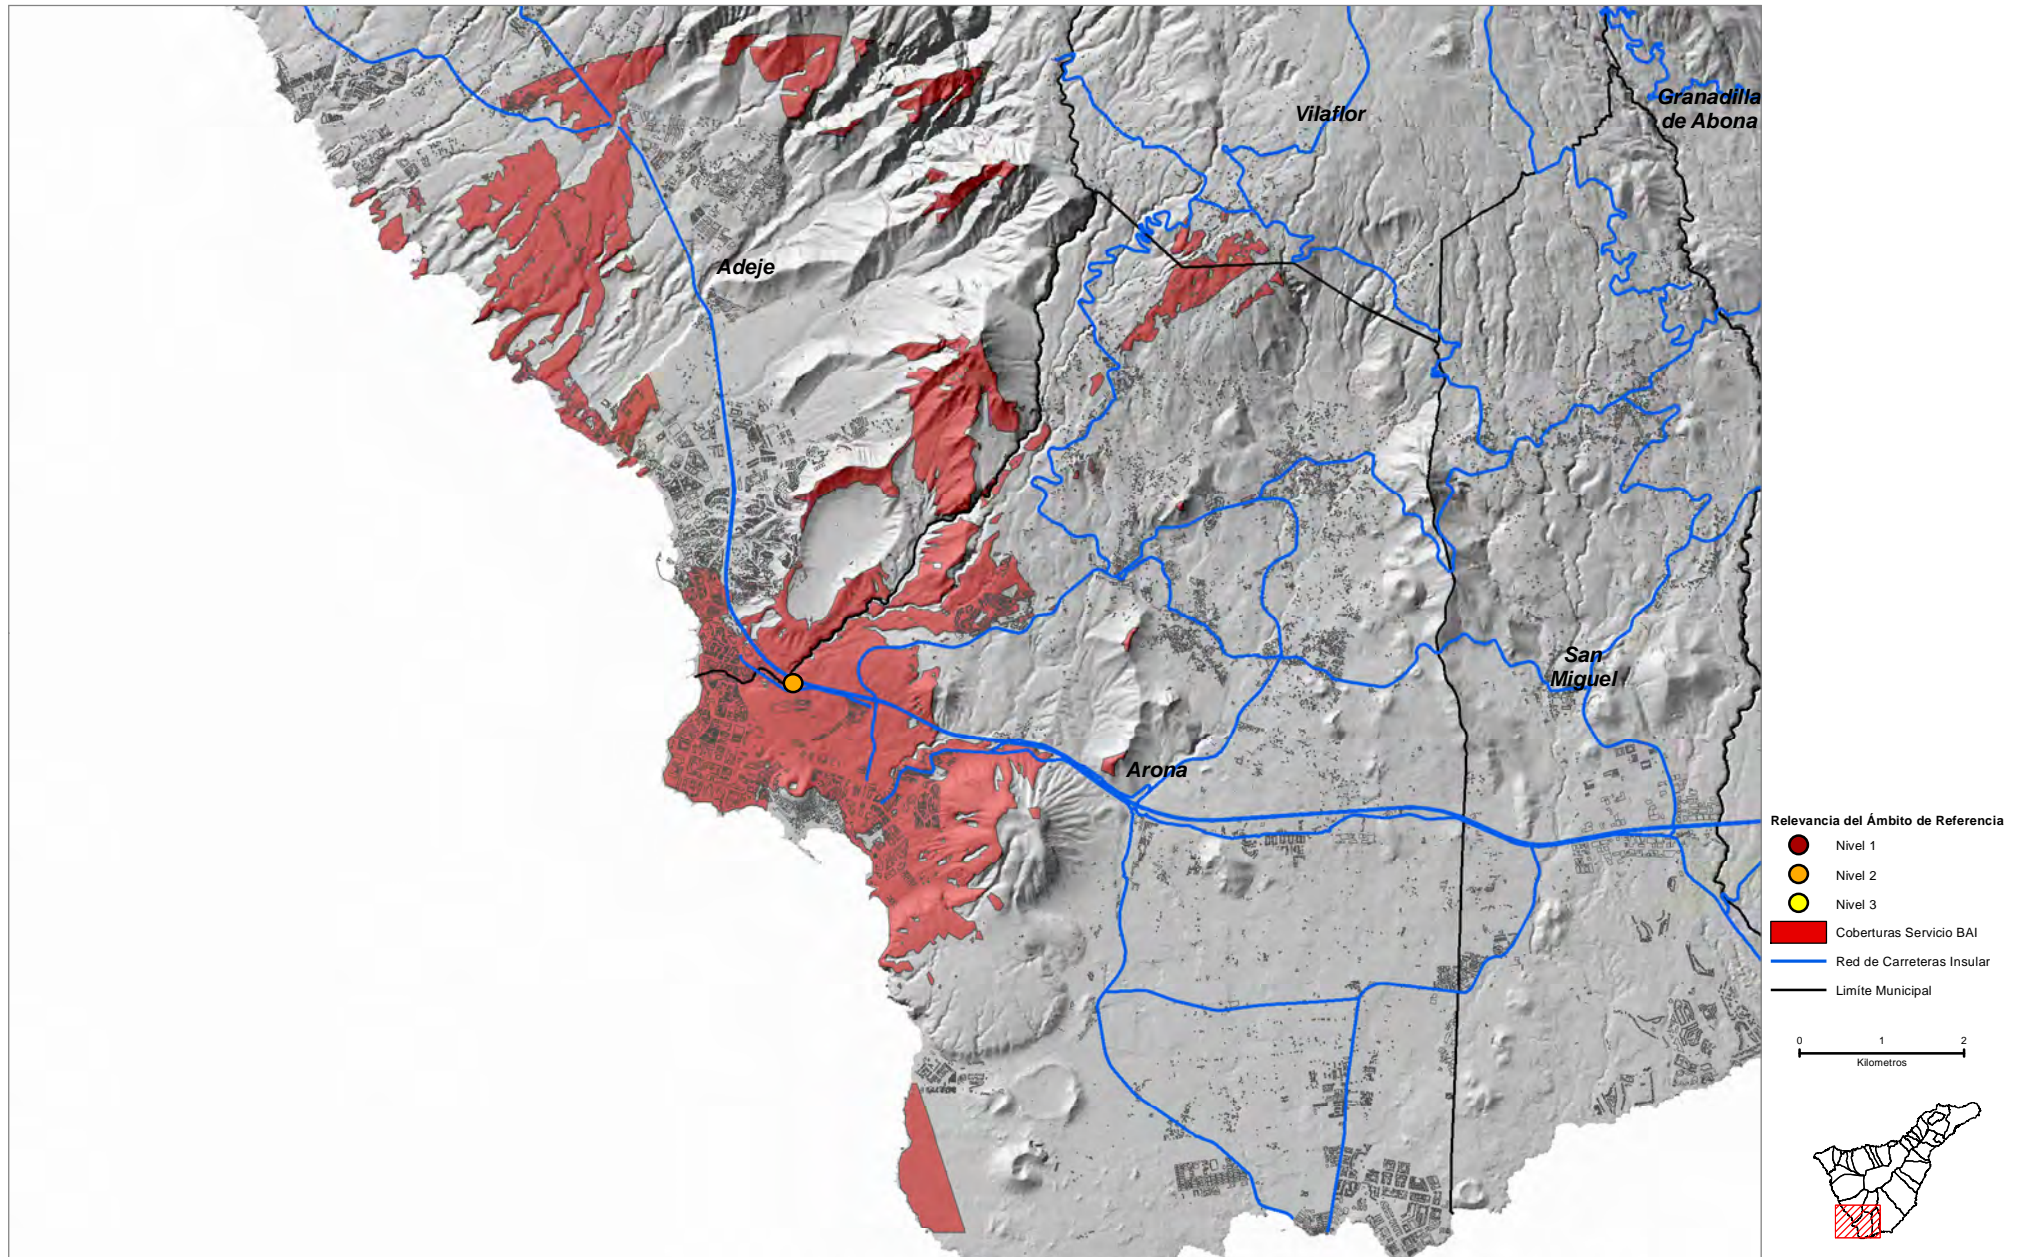 Granadilla
de Abona
Vilaflor
Adeje
San
Miguel
Arona
Relevancia del Ámbito de Referencia
Nivel 1
Nivel 2
Nivel 3
Coberturas Servicio BAI
Red de Carreteras Insular
Limíte Municipal
0 1 2
Kilometros